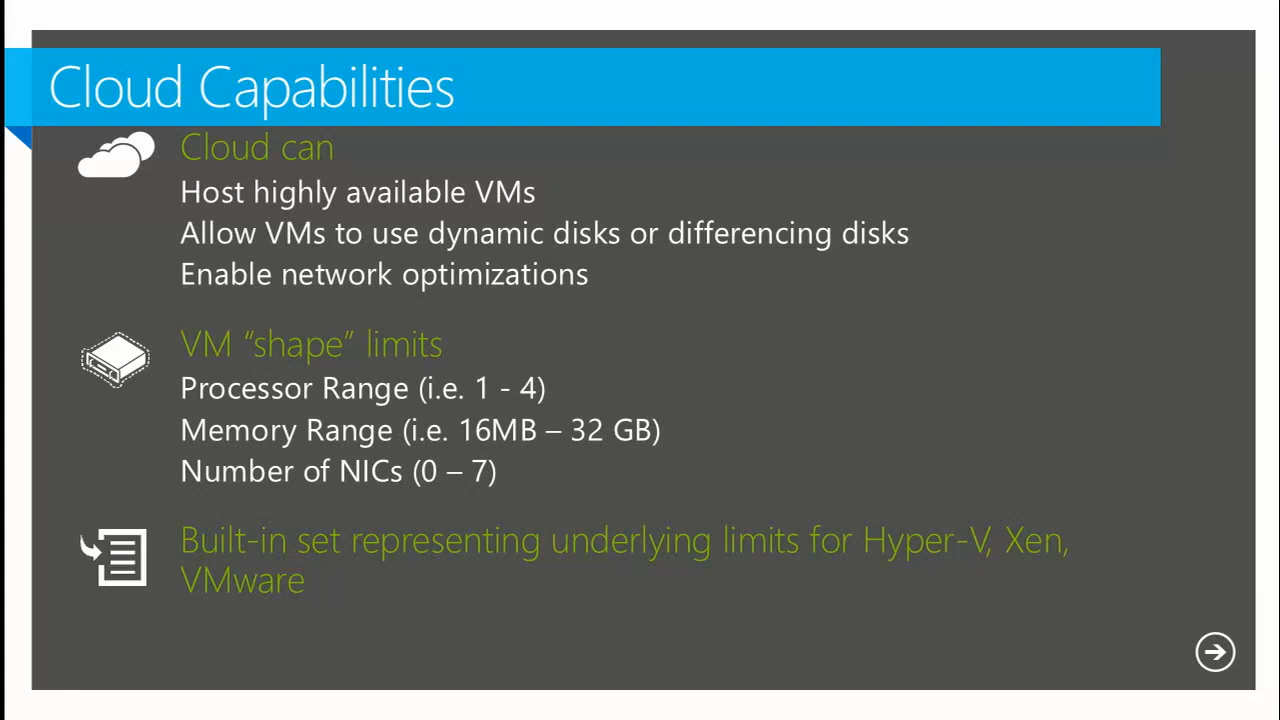 Cloud Capabilities
Cloud can
Host highly available VMs
Allow VMs to use dynamic disks or differencing disks
Enable network optimizations
VM “shape” limits
Processor Range (i.e. 1 - 4)
Memory Range (i.e. 16MB – 32 GB)
Number of NICs (0 – 7)
Built-in set representing underlying limits for Hyper-V, Xen,
VMware